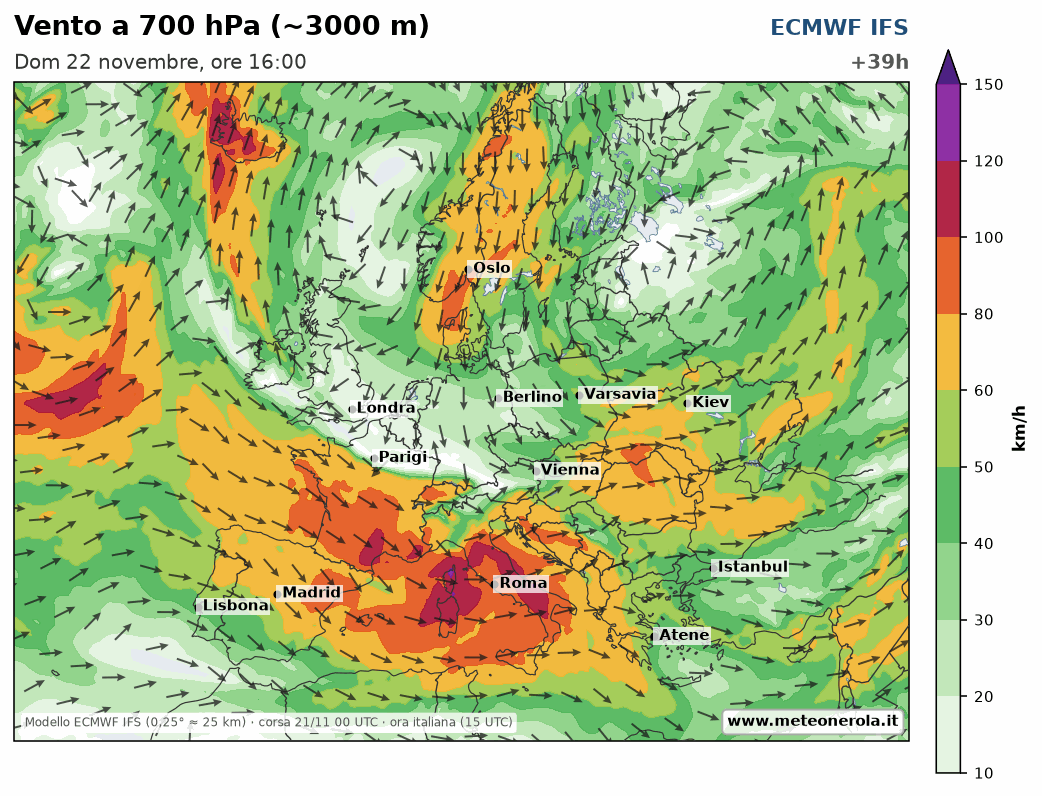 Vento a 700 hPa (~3000 m)
ECMWF IFS
Dom 22 novembre, ore 16:00
+39h
150
120
100
80
60
50
40
30
20
10
km/h
Oslo
Berlino
Varsavia
Kiev
Londra
Parigi
Vienna
Istanbul
Roma
Madrid
Lisbona
Atene
Modello ECMWF IFS (0,25° ≈ 25 km) · corsa 21/11 00 UTC · ora italiana (15 UTC)
www.meteonerola.it